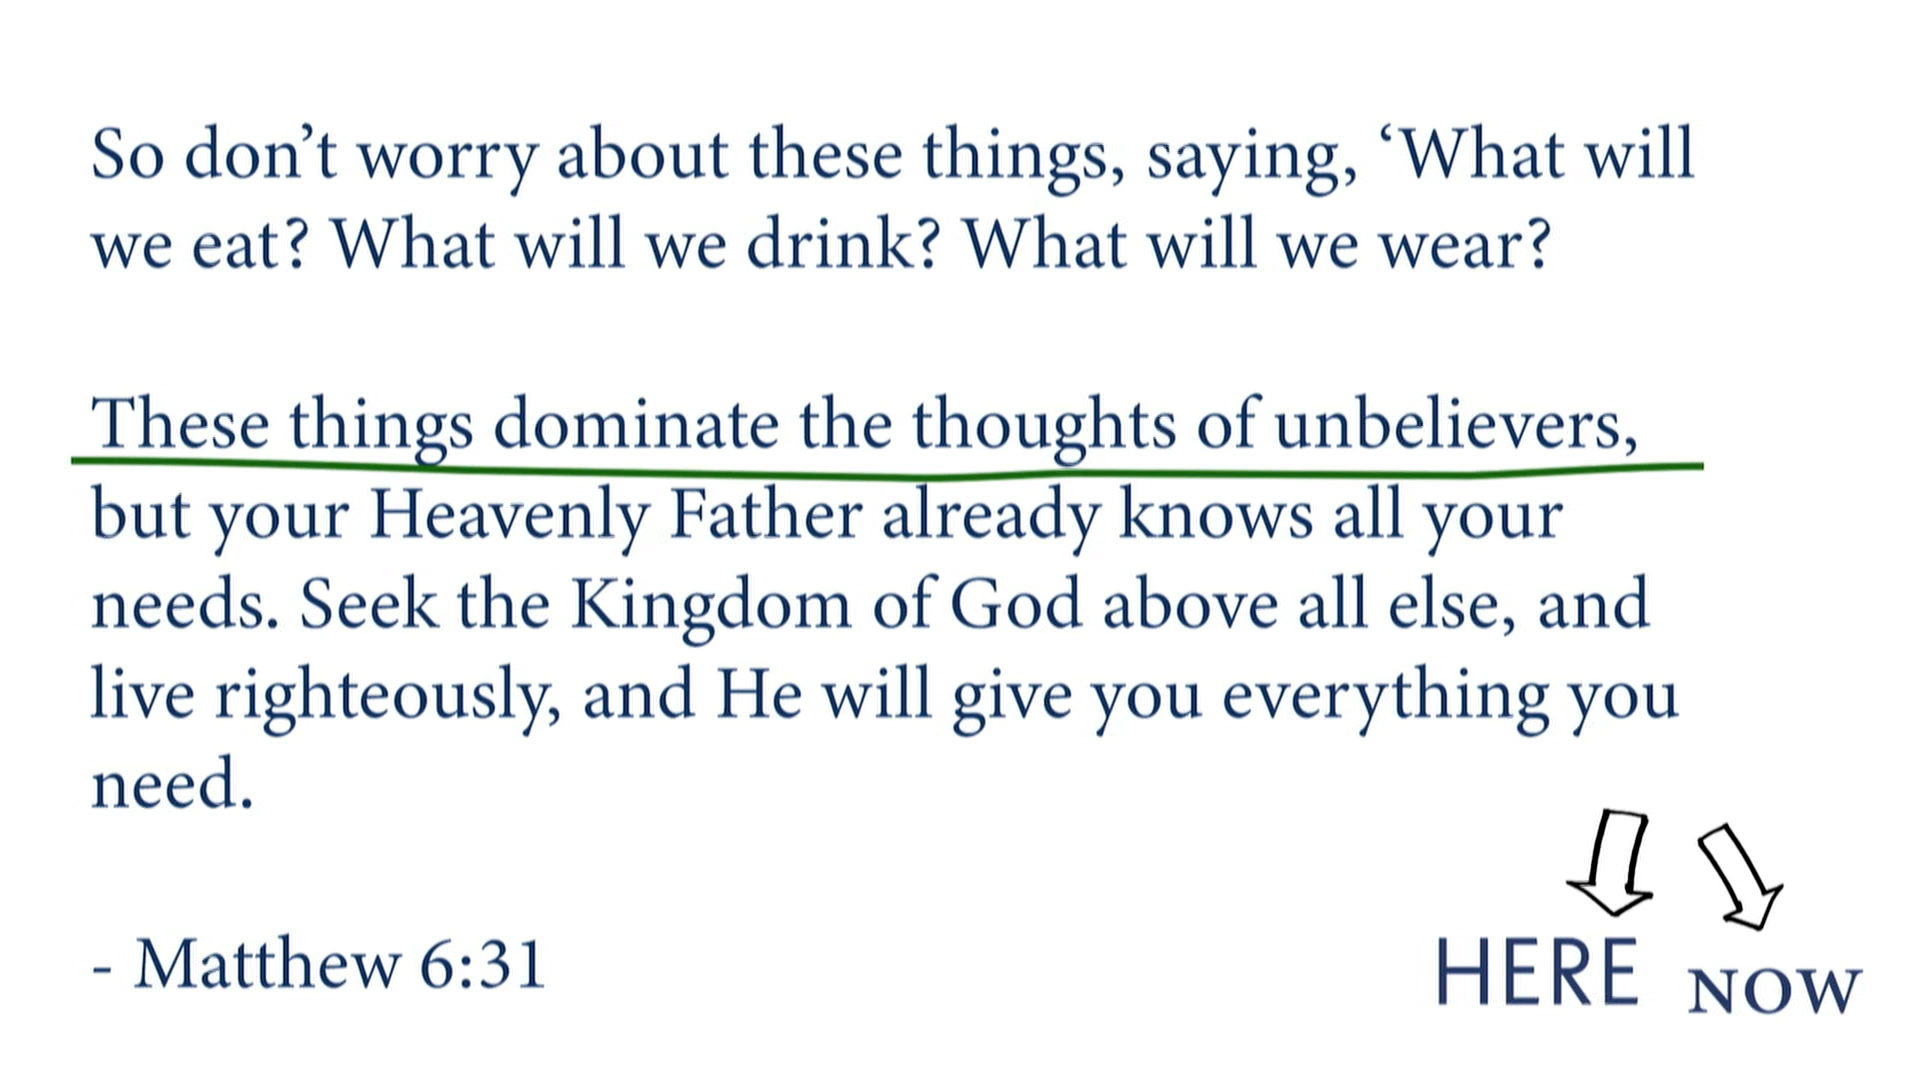 So don’t worry about these things, saying, ‘What will
we eat? What will we drink? What will we wear?
These things dominate the thoughts of unbelievers,
but your Heavenly Father already knows all your
needs. Seek the Kingdom of God above all else, and
live righteously, and He will give you everything you
need.
- Matthew 6:31
HERE NOW